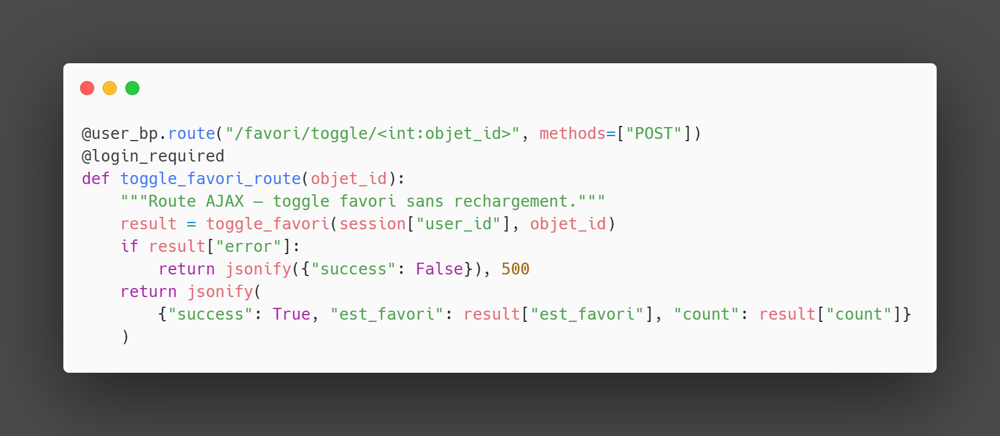 @user_bp.route("/favori/toggle/<int:objet_id>", methods=["POST"])
@login_required
def toggle_favori_route(objet_id):
    """Route AJAX — toggle favori sans rechargement."""
    result = toggle_favori(session["user_id"], objet_id)
    if result["error"]:
        return jsonify({"success": False}), 500
    return jsonify(
        {"success": True, "est_favori": result["est_favori"], "count": result["count"]}
    )